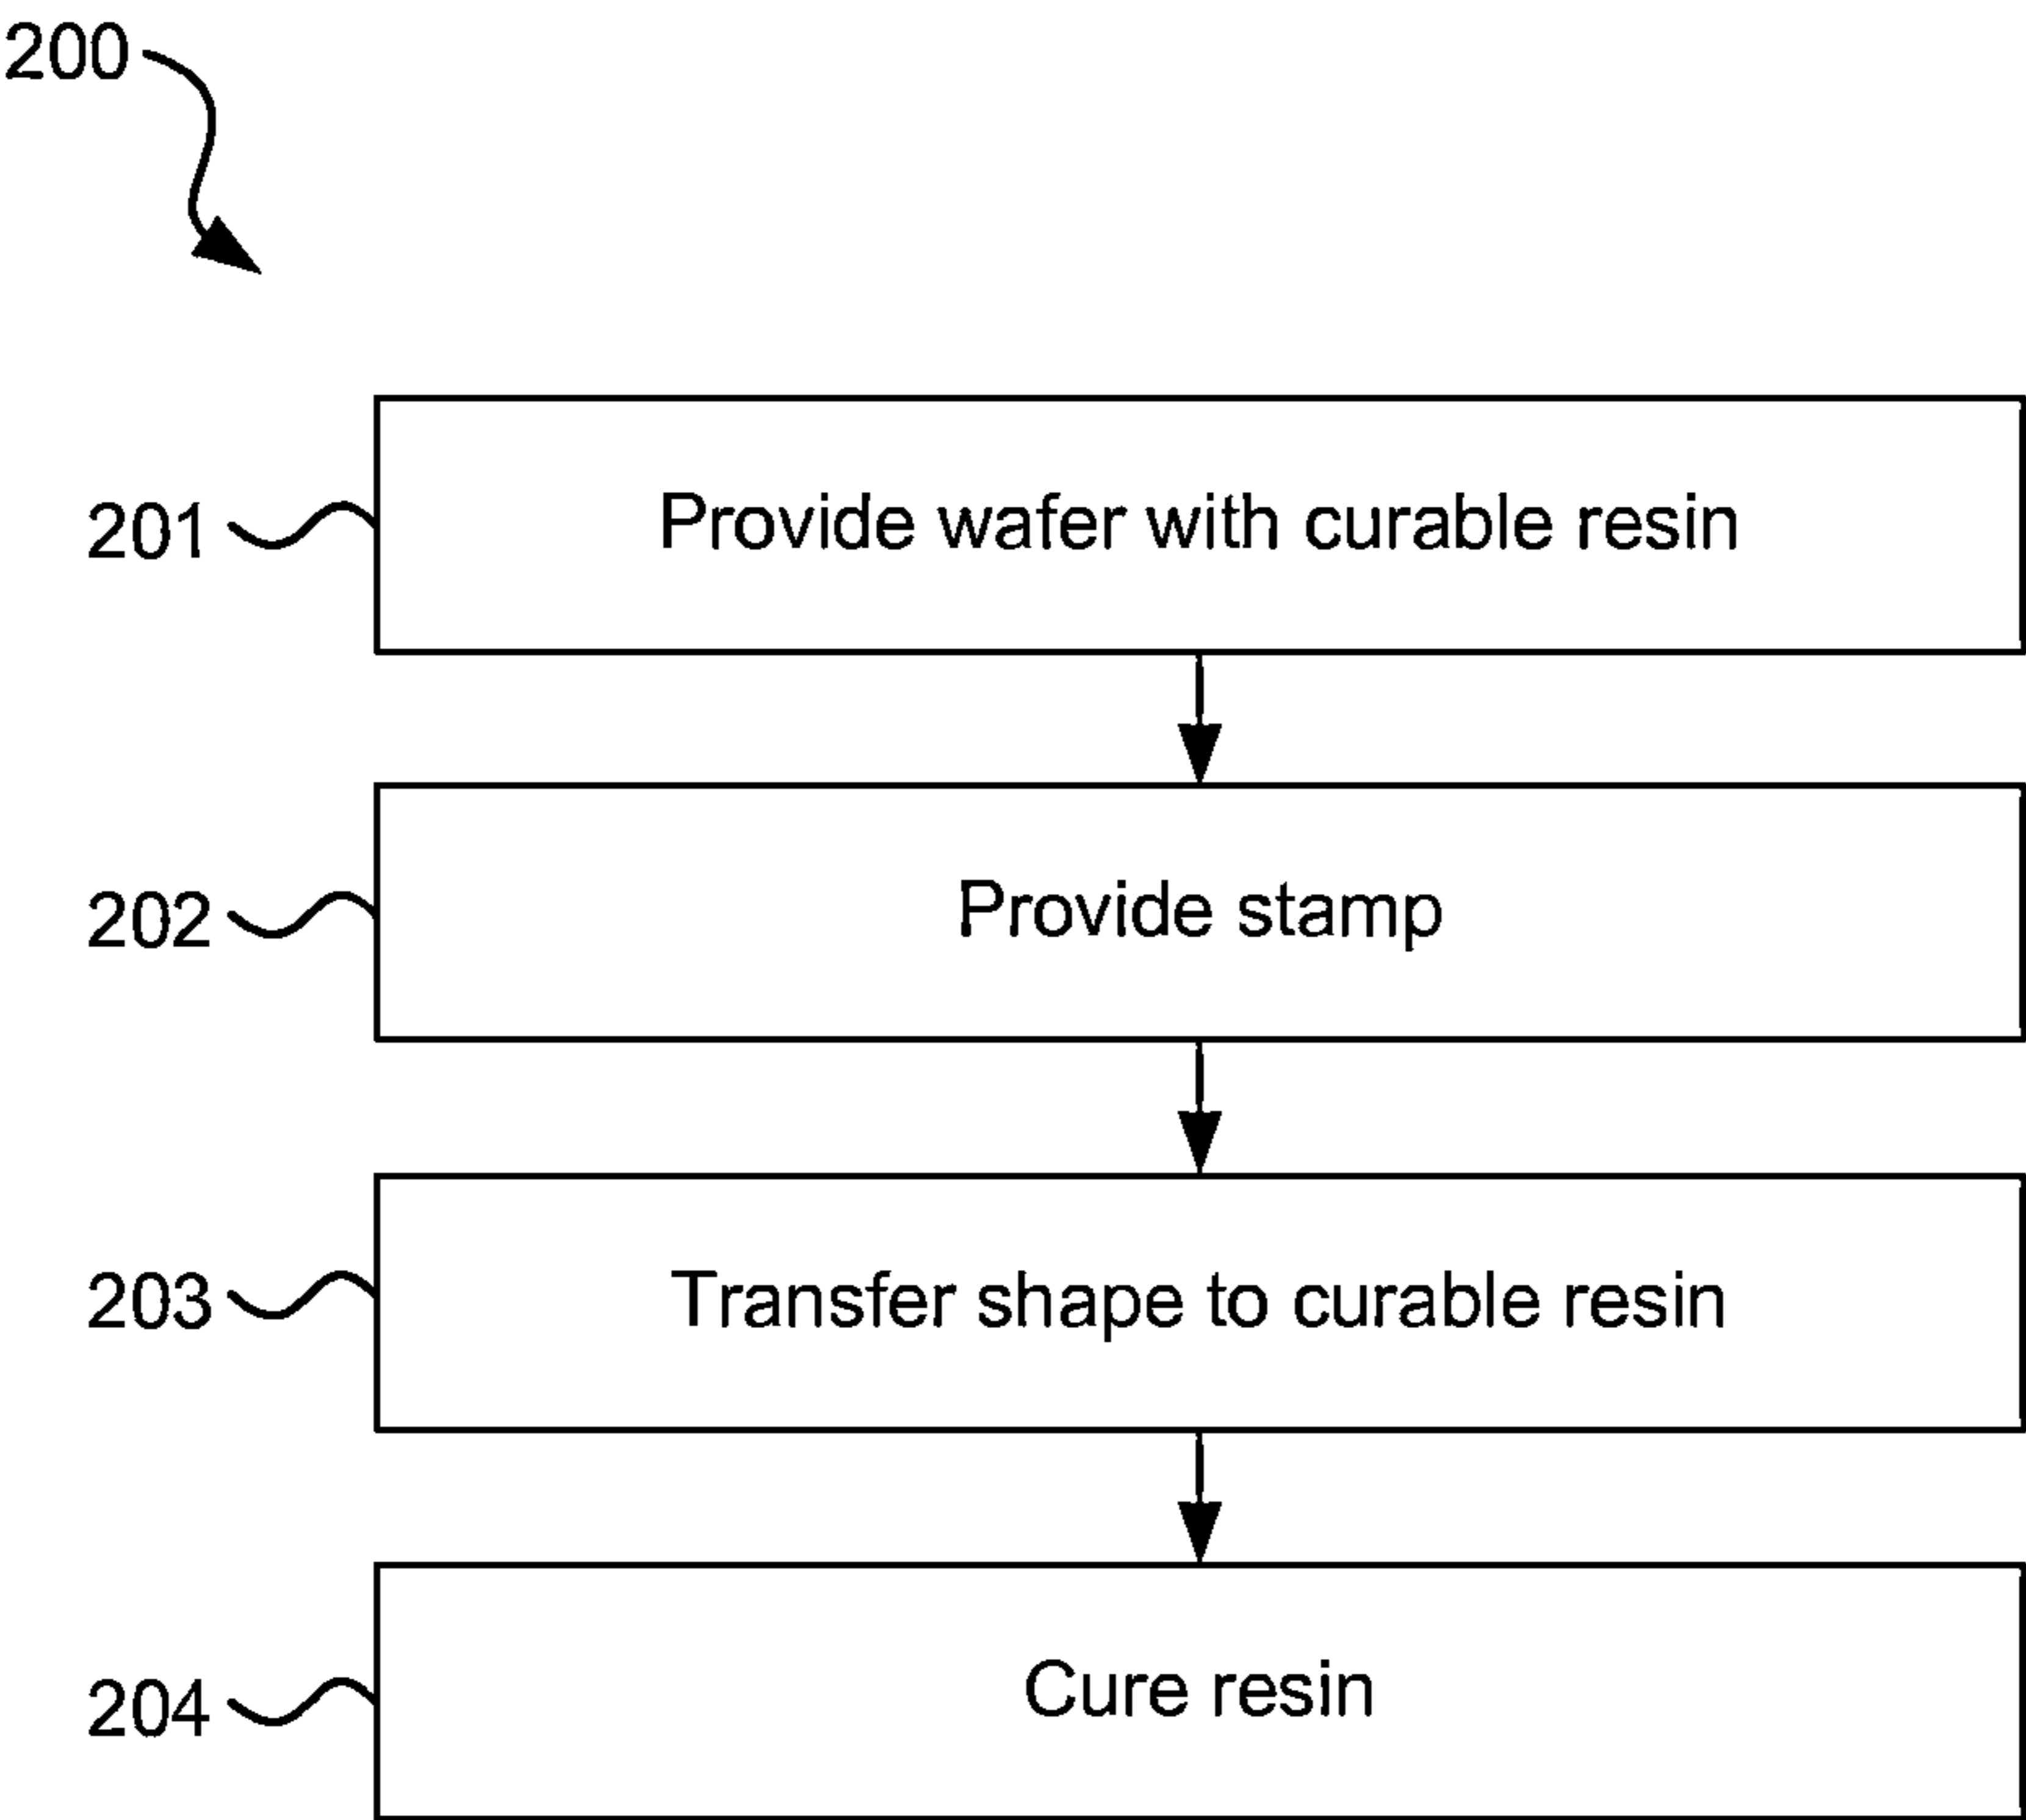 200
201 Provide wafer with curable resin
202 Provide stamp
203 Transfer shape to curable resin
204 Cure resin